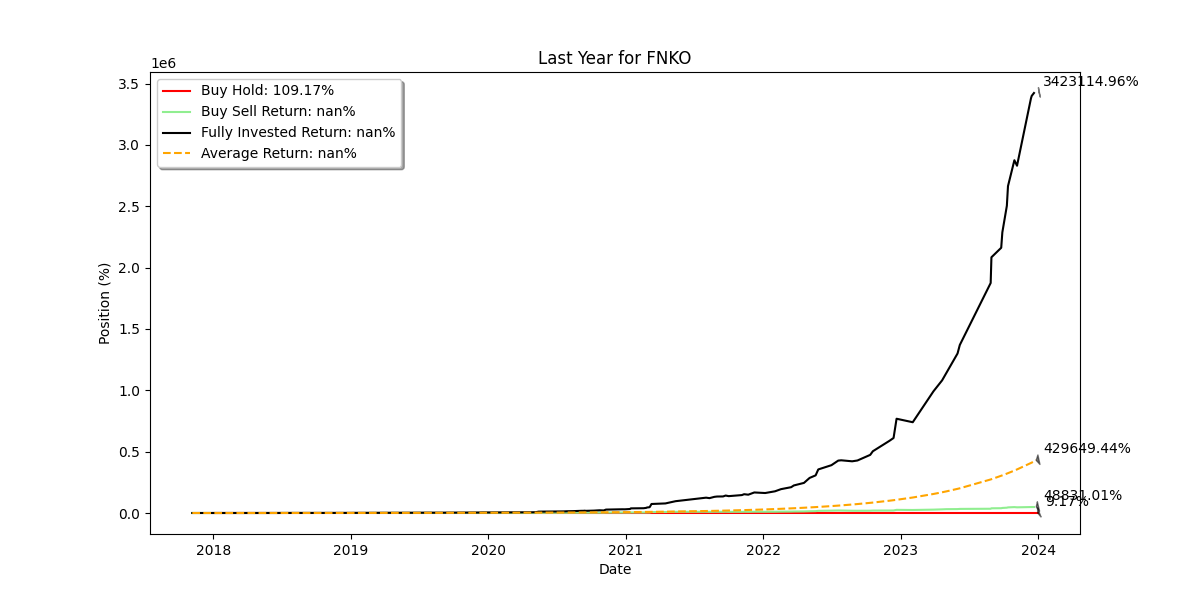 Last Year for FNKO
1e6
Buy Hold: 109.17%
Buy Sell Return: nan%
Fully Invested Return: nan%
Average Return: nan%
3423114.96%
429649.44%
48831.01%
9.17%
3.5
3.0
2.5
2.0
1.5
1.0
0.5
0.0
Position (%)
2018 2019 2020 2021 2022 2023 2024
Date